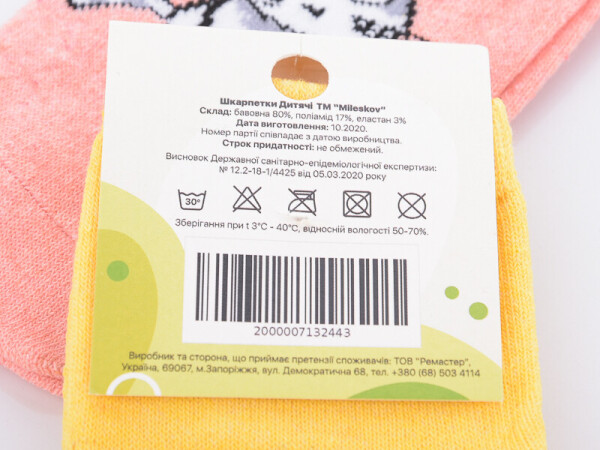 Шкарпетки Дитячі ТМ "Mileskov"
Склад: бавовна 80%, поліамід 17%, еластан 3%
Дата виготовлення: 10.2020.
Номер партії співпадає з датою виробництва.
Строк придатності: не обмежений.
Висновок Державної санітарно-епідеміологічної експертизи:
№ 12.2-18-1/4425 від 05.03.2020 року
30°
Зберігання при t 3°C - 40°C, відносній вологості 50-70%.
2000007132443
Виробник та сторона, що приймає претензії споживачів: ТОВ "Ремастер",
Україна, 69067, м.Запоріжжя, вул. Демократична 68, тел. +380 (68) 503 4114